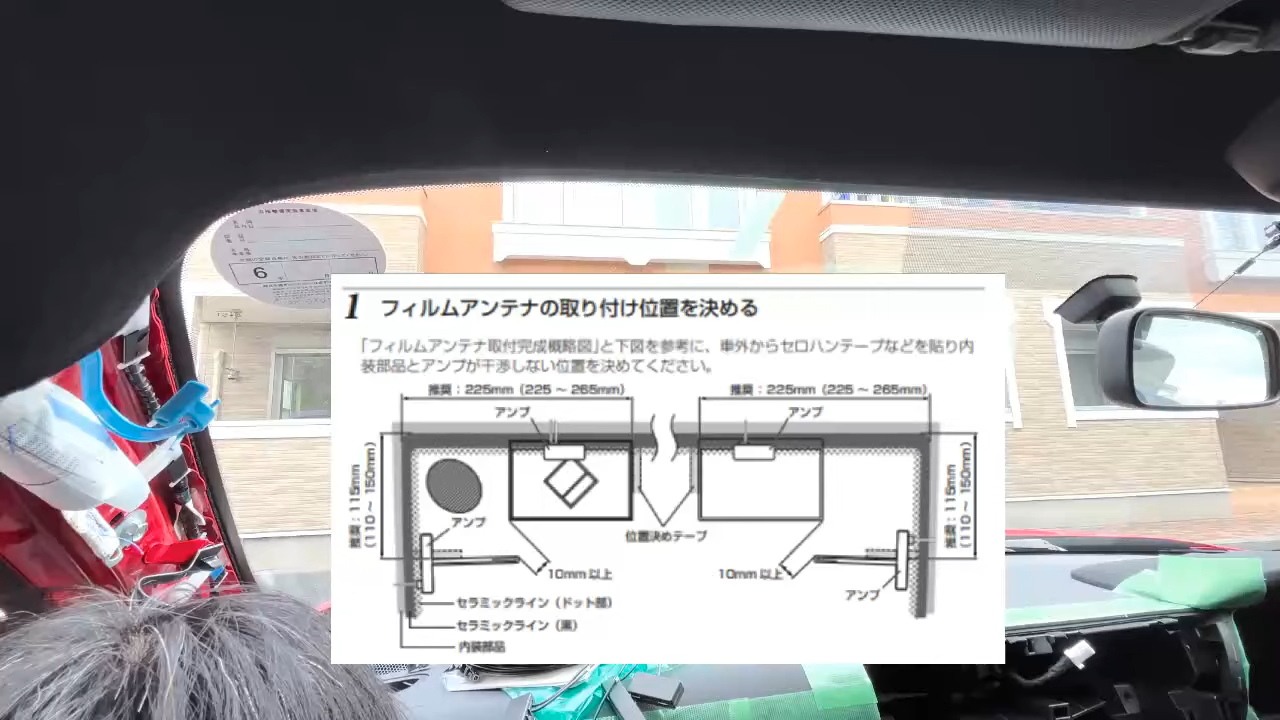 6
1 フィルムアンテナの取り付け位置を決める
「フィルムアンテナ取付完成概略図」と下図を参考に、車外からセロハンテープなどを貼り内
装部品とアンプが干渉しない位置を決めてください。
推奨：225mm（225 ～ 265mm）
推奨：225mm（225 ～ 265mm）
アンプ
アンプ
推奨：115mm
（110 ～ 150mm）
推奨：115mm
（110 ～ 150mm）
アンプ
位置決めテープ
10mm 以上
10mm 以上
アンプ
セラミックライン（ドット部）
セラミックライン（黒）
内装部品